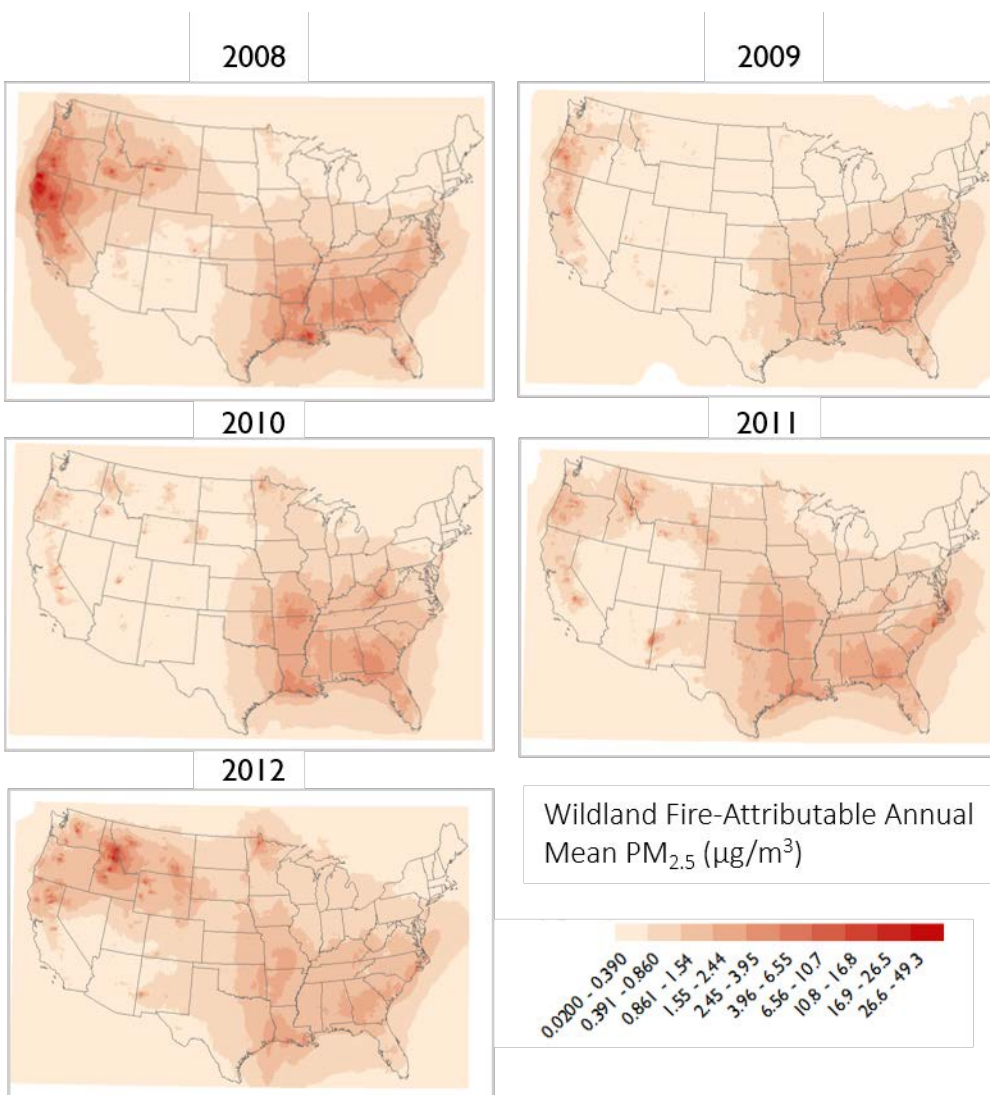 2008
2009
2010
2011
2012
Wildland Fire-Attributable Annual
Mean PM2.5 (µg/m³)
0.0200 - 0.390
0.391 - 0.860
0.861 - 1.54
1.55 - 2.44
2.45 - 3.95
3.96 - 6.55
6.56 - 10.7
10.8 - 16.8
16.9 - 26.5
26.6 - 49.3